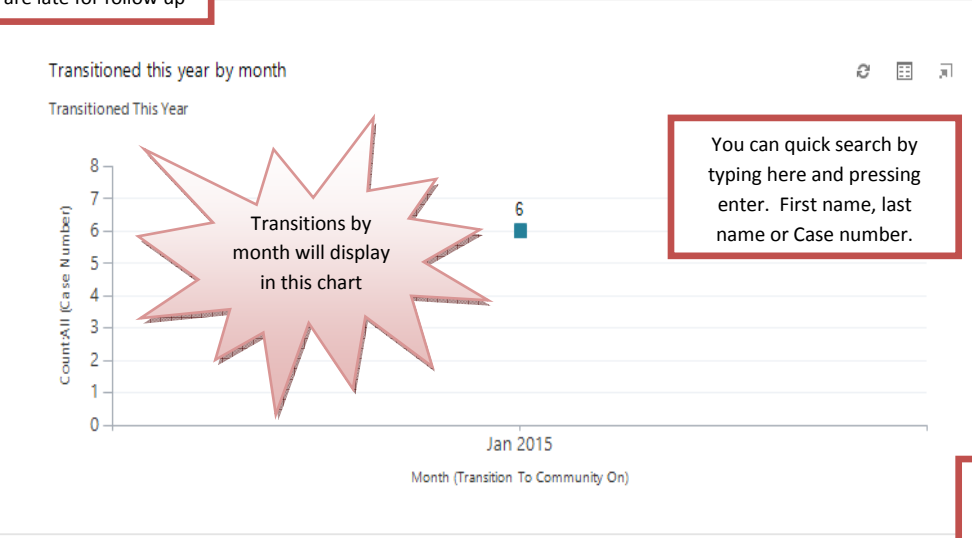 are late for follow up
Transitioned this year by month
Transitioned This Year
You can quick search by
typing here and pressing
enter. First name, last
name or Case number.
Transitions by
month will display
in this chart
Count:All (Case Number)
8
7
6
5
4
3
2
1
0
6
Jan 2015
Month (Transition To Community On)